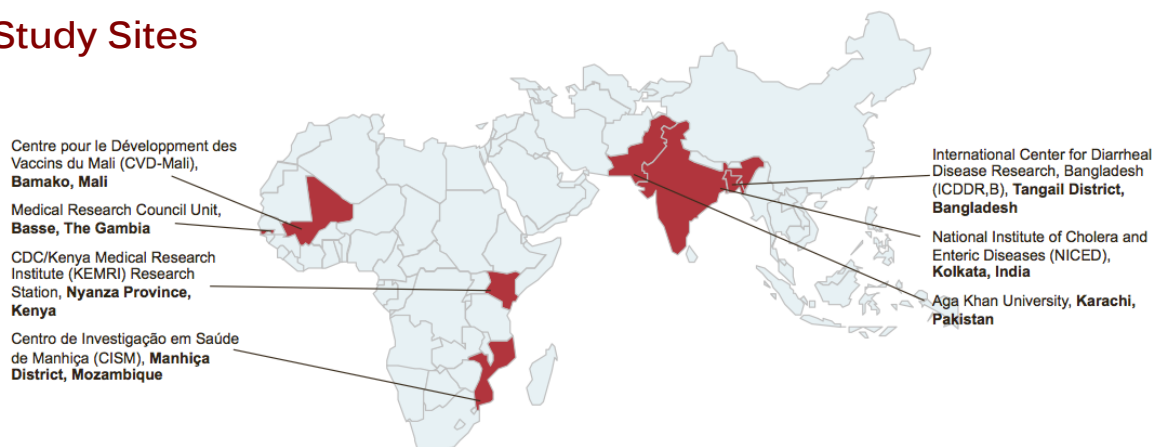 Study Sites
Centre pour le Développment des
Vaccins du Mali (CVD-Mali),
Bamako, Mali
Medical Research Council Unit,
Basse, The Gambia
CDC/Kenya Medical Research
Institute (KEMRI) Research
Station, Nyanza Province,
Kenya
Centro de Investigação em Saúde
de Manhiça (CISM), Manhiça
District, Mozambique
International Center for Diarrheal
Disease Research, Bangladesh
(ICDDR,B), Tangail District,
Bangladesh
National Institute of Cholera and
Enteric Diseases (NICED),
Kolkata, India
Aga Khan University, Karachi,
Pakistan